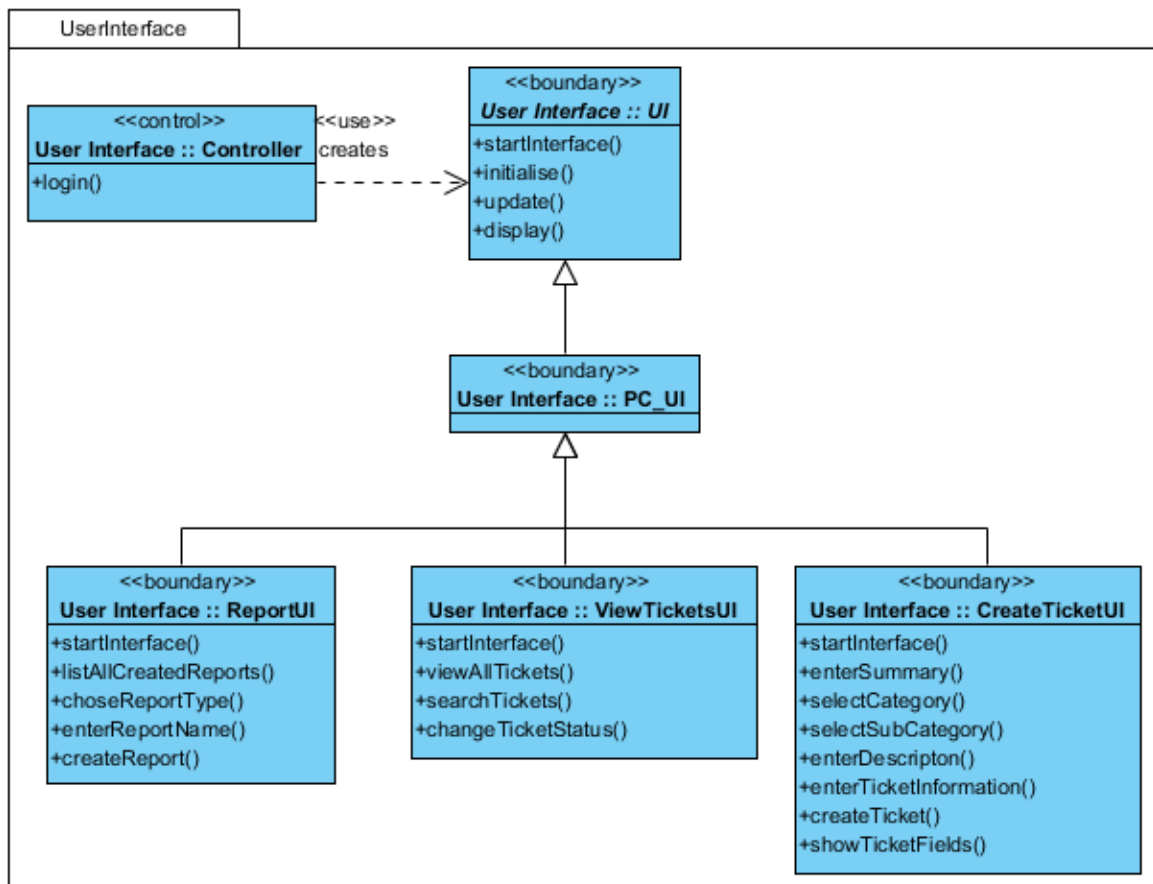 UserInterface
<<control>>
User Interface :: Controller
+login()
<<use>>
creates
<<boundary>>
User Interface :: UI
+startInterface()
+initialise()
+update()
+display()
<<boundary>>
User Interface :: PC_UI
<<boundary>>
User Interface :: ReportUI
+startInterface()
+listAllCreatedReports()
+choseReportType()
+enterReportName()
+createReport()
<<boundary>>
User Interface :: ViewTicketsUI
+startInterface()
+viewAllTickets()
+searchTickets()
+changeTicketStatus()
<<boundary>>
User Interface :: CreateTicketUI
+startInterface()
+enterSummary()
+selectCategory()
+selectSubCategory()
+enterDescripton()
+enterTicketInformation()
+createTicket()
+showTicketFields()